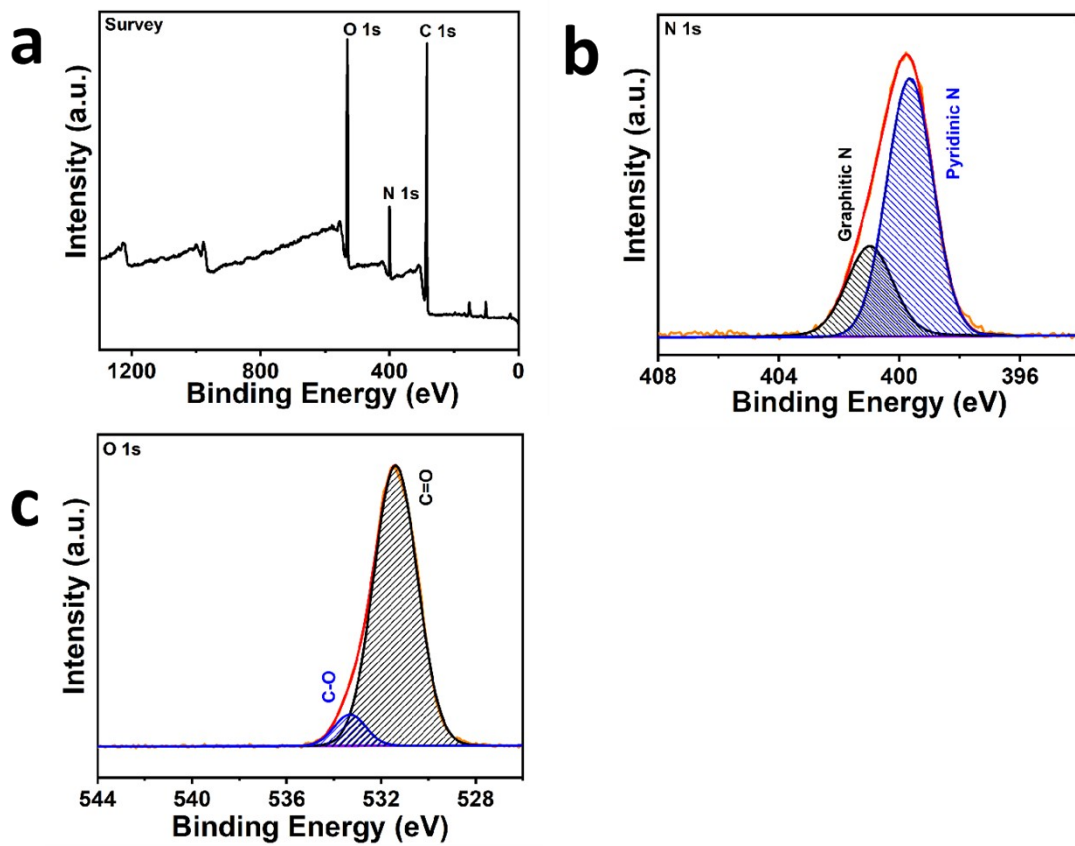 a
Survey
O 1s
C 1s
N 1s
Intensity (a.u.)
1200
800
400
0
Binding Energy (eV)
b
N 1s
Graphitic N
Pyridinic N
Intensity (a.u.)
408
404
400
396
Binding Energy (eV)
c
O 1s
C=O
C-O
Intensity (a.u.)
544
540
536
532
528
Binding Energy (eV)